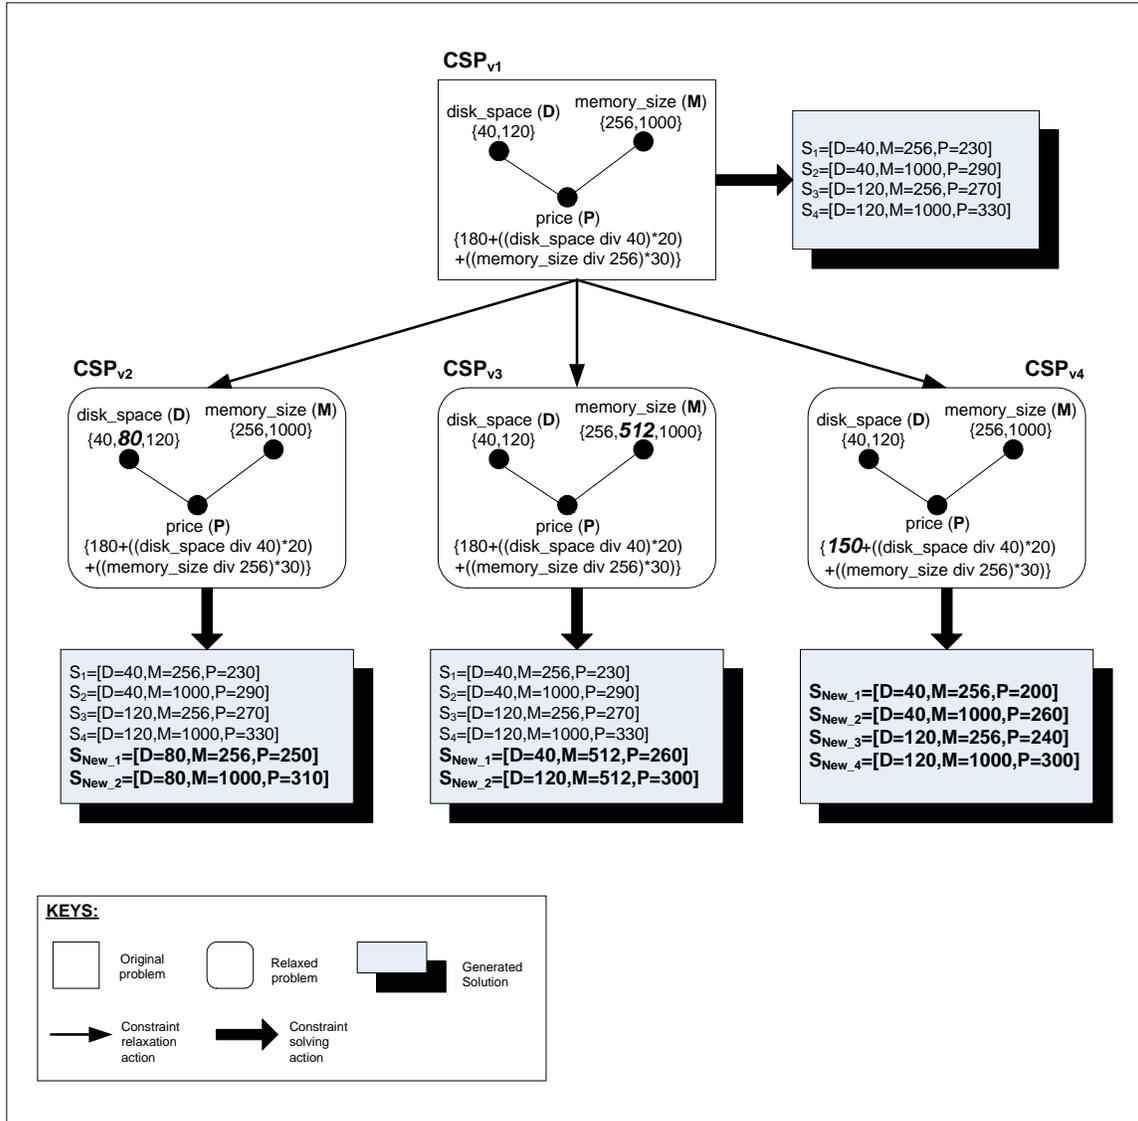 CSPv1
disk_space (D)
{40,120}
memory_size (M)
{256,1000}
price (P)
{180+((disk_space div 40)*20)
+((memory_size div 256)*30)}
S1=[D=40,M=256,P=230]
S2=[D=40,M=1000,P=290]
S3=[D=120,M=256,P=270]
S4=[D=120,M=1000,P=330]
CSPv2
disk_space (D)
{40,80,120}
memory_size (M)
{256,1000}
price (P)
{180+((disk_space div 40)*20)
+((memory_size div 256)*30)}
CSPv3
disk_space (D)
{40,120}
memory_size (M)
{256,512,1000}
price (P)
{180+((disk_space div 40)*20)
+((memory_size div 256)*30)}
CSPv4
disk_space (D)
{40,120}
memory_size (M)
{256,1000}
price (P)
{150+((disk_space div 40)*20)
+((memory_size div 256)*30)}
S1=[D=40,M=256,P=230]
S2=[D=40,M=1000,P=290]
S3=[D=120,M=256,P=270]
S4=[D=120,M=1000,P=330]
SNew_1=[D=80,M=256,P=250]
SNew_2=[D=80,M=1000,P=310]
S1=[D=40,M=256,P=230]
S2=[D=40,M=1000,P=290]
S3=[D=120,M=256,P=270]
S4=[D=120,M=1000,P=330]
SNew_1=[D=40,M=512,P=260]
SNew_2=[D=120,M=512,P=300]
SNew_1=[D=40,M=256,P=200]
SNew_2=[D=40,M=1000,P=260]
SNew_3=[D=120,M=256,P=240]
SNew_4=[D=120,M=1000,P=300]
KEYS:
Original
problem
Relaxed
problem
Generated
Solution
Constraint
relaxation
action
Constraint
solving
action